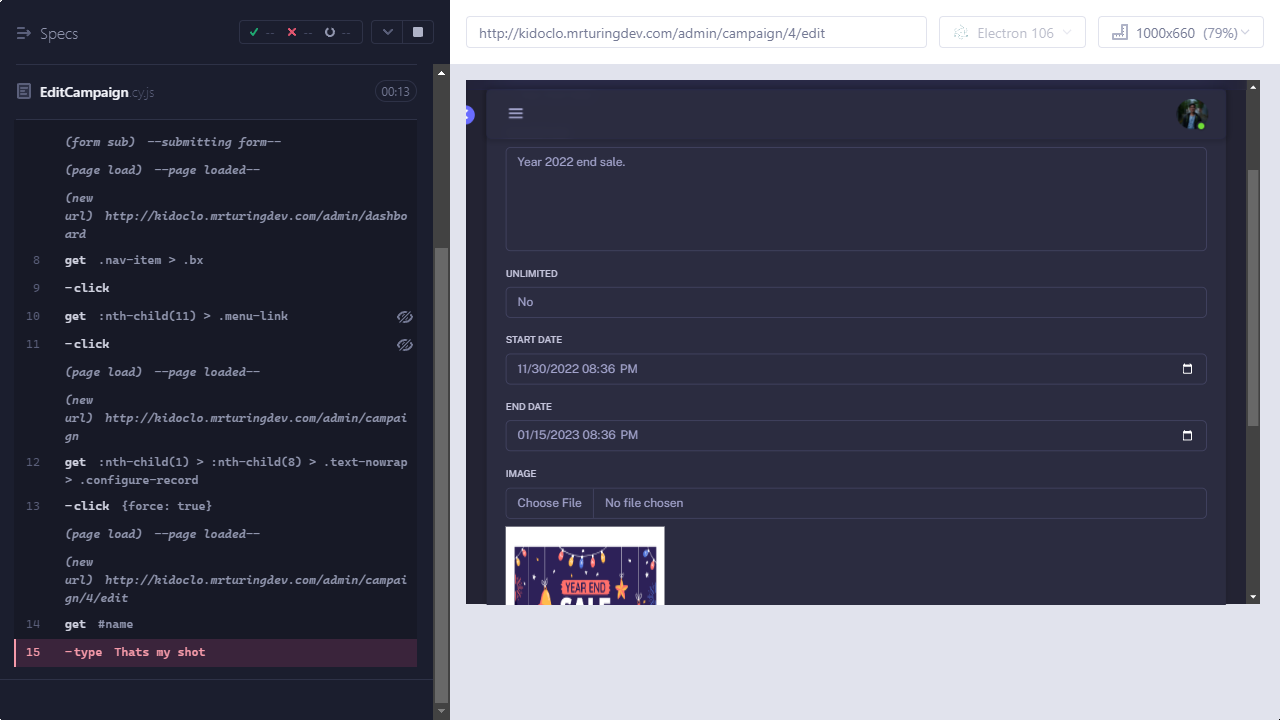 Specs
--
--
--
http://kidoclo.mrturingdev.com/admin/campaign/4/edit
Electron 106
1000x660 (79%)
EditCampaign.cy.js
00:13
(form sub) --submitting form--
(page load) --page loaded--
(new
url) http://kidoclo.mrturingdev.com/admin/dashbo
ard
8 get .nav-item > .bx
9 -click
10 get :nth-child(11) > .menu-link
11 -click
(page load) --page loaded--
(new
url) http://kidoclo.mrturingdev.com/admin/campai
gn
12 get :nth-child(1) > :nth-child(8) > .text-nowrap
> .configure-record
13 -click {force: true}
(page load) --page loaded--
(new
url) http://kidoclo.mrturingdev.com/admin/campai
gn/4/edit
14 get #name
15 -type Thats my shot
Year 2022 end sale.
UNLIMITED
No
START DATE
11/30/2022 08:36 PM
END DATE
01/15/2023 08:36 PM
IMAGE
Choose File No file chosen
YEAR END
SALE